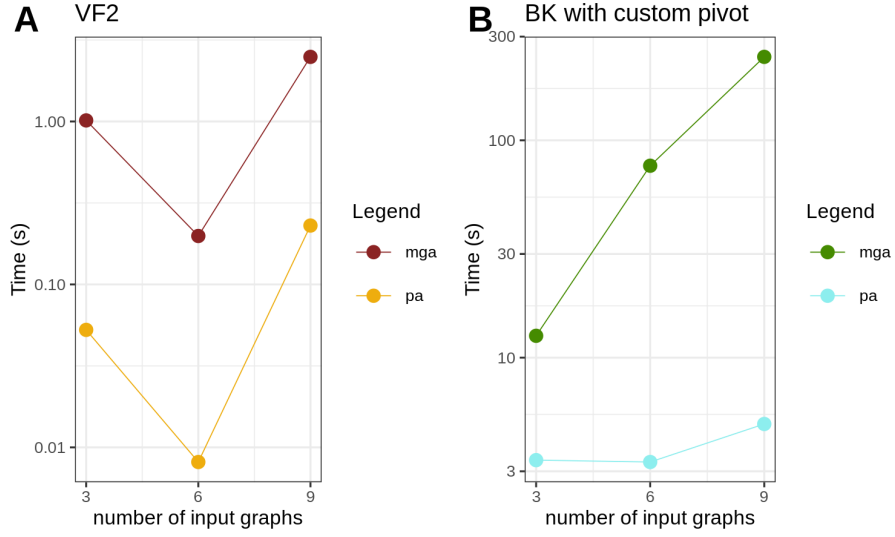 A
VF2
Time (s)
1.00
0.10
0.01
3
6
9
number of input graphs
Legend
mga
pa
B
BK with custom pivot
Time (s)
300
100
30
10
3
3
6
9
number of input graphs
Legend
mga
pa